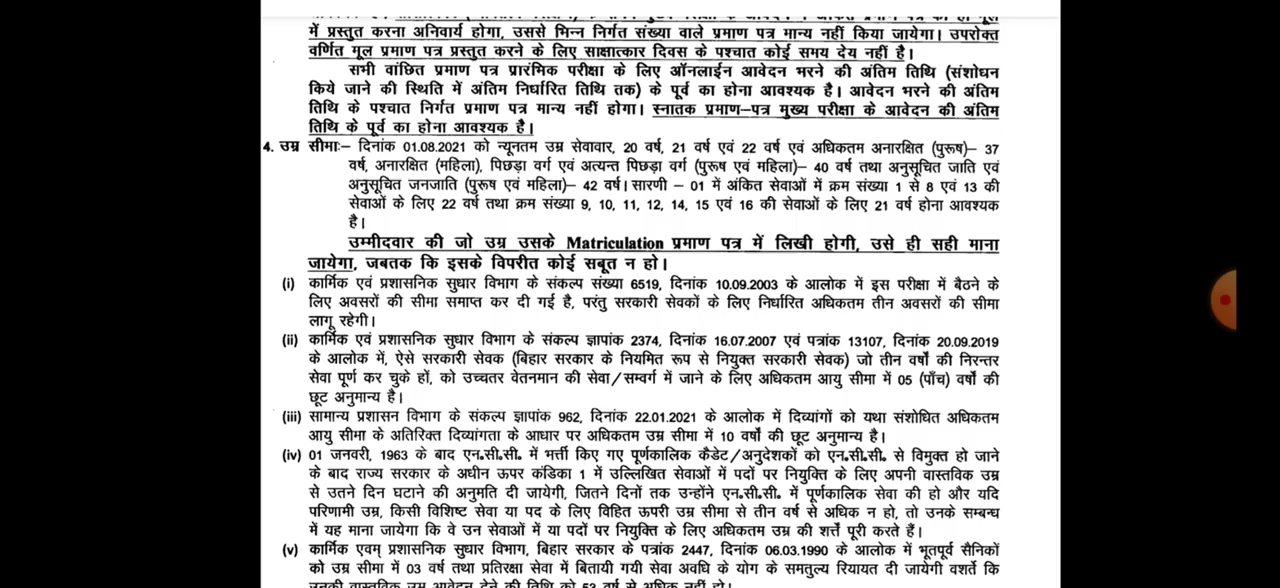 में प्रस्तुत करना अनिवार्य होगा, उससे भिन्न निर्गत संख्या वाले प्रमाण पत्र मान्य नहीं किया जायेगा। उपरोक्त
वर्णित मूल प्रमाण पत्र प्रस्तुत करने के लिए साक्षात्कार दिवस के पश्चात कोई समय देय नहीं है।
सभी वांछित प्रमाण पत्र प्रारंमिक परीक्षा के लिए ऑनलाईन आवेदन भरने की अंतिम तिथि (संशोधन
किये जाने की स्थिति में अंतिम निर्धारित तिथि तक) के पूर्व का होना आवश्यक है। आवेदन भरने की अंतिम
तिथि के पश्चात निर्गत प्रमाण पत्र मान्य नहीं होगा। स्नातक प्रमाण–पत्र मुख्य परीक्षा के आवेदन की अंतिम
तिथि के पूर्व का होना आवश्यक है।
4. उम्र सीमाः– दिनांक 01.08.2021 को न्यूनतम उम्र सेवावार, 20 वर्ष, 21 वर्ष एवं 22 वर्ष एवं अधिकतम अनारक्षित (पुरूष)– 37
वर्ष, अनारक्षित (महिला), पिछड़ा वर्ग एवं अत्यन्त पिछड़ा वर्ग (पुरूष एवं महिला)– 40 वर्ष तथा अनुसूचित जाति एवं
अनुसूचित जनजाति (पुरूष एवं महिला)– 42 वर्ष। सारणी – 01 में अंकित सेवाओं में क्रम संख्या 1 से 8 एवं 13 की
सेवाओं के लिए 22 वर्ष तथा क्रम संख्या 9, 10, 11, 12, 14, 15 एवं 16 की सेवाओं के लिए 21 वर्ष होना आवश्यक
है।
उम्मीदवार की जो उम्र उसके Matriculation प्रमाण पत्र में लिखी होगी, उसे ही सही माना
जायेगा, जबतक कि इसके विपरीत कोई सबूत न हो।
(i) कार्मिक एवं प्रशासनिक सुधार विभाग के संकल्प संख्या 6519, दिनांक 10.09.2003 के आलोक में इस परीक्षा में बैठने के
लिए अवसरों की सीमा समाप्त कर दी गई है, परंतु सरकारी सेवकों के लिए निर्धारित अधिकतम तीन अवसरों की सीमा
लागू रहेगी।
(ii) कार्मिक एवं प्रशासनिक सुधार विभाग के संकल्प ज्ञापांक 2374, दिनांक 16.07.2007 एवं पत्रांक 13107, दिनांक 20.09.2019
के आलोक में, ऐसे सरकारी सेवक (बिहार सरकार के नियमित रूप से नियुक्त सरकारी सेवक) जो तीन वर्षों की निरन्तर
सेवा पूर्ण कर चुके हों, को उच्चतर वेतनमान की सेवा/सम्वर्ग में जाने के लिए अधिकतम आयु सीमा में 05 (पाँच) वर्षों की
छूट अनुमान्य है।
(iii) सामान्य प्रशासन विभाग के संकल्प ज्ञापांक 962, दिनांक 22.01.2021 के आलोक में दिव्यांगों को यथा संशोधित अधिकतम
आयु सीमा के अतिरिक्त दिव्यांगता के आधार पर अधिकतम उम्र सीमा में 10 वर्षों की छूट अनुमान्य है।
(iv) 01 जनवरी, 1963 के बाद एन॰सी॰सी॰ में भर्त्ती किए गए पूर्णकालिक कैडेट/अनुदेशकों को एन॰सी॰सी॰ से विमुक्त हो जाने
के बाद राज्य सरकार के अधीन ऊपर कंडिका 1 में उल्लिखित सेवाओं में पदों पर नियुक्ति के लिए अपनी वास्तविक उम्र
से उतने दिन घटाने की अनुमति दी जायेगी, जितने दिनों तक उन्होंने एन॰सी॰सी॰ में पूर्णकालिक सेवा की हो और यदि
परिणामी उम्र, किसी विशिष्ट सेवा या पद के लिए विहित ऊपरी उम्र सीमा से तीन वर्ष से अधिक न हो, तो उनके सम्बन्ध
में यह माना जायेगा कि वे उन सेवाओं में या पदों पर नियुक्ति के लिए अधिकतम उम्र की शर्त्तें पूरी करते हैं।
(v) कार्मिक एवम् प्रशासनिक सुधार विभाग, बिहार सरकार के पत्रांक 2447, दिनांक 06.03.1990 के आलोक में भूतपूर्व सैनिकों
को उम्र सीमा में 03 वर्ष तथा प्रतिरक्षा सेवा में बितायी गयी सेवा अवधि के योग के समतुल्य रियायत दी जायेगी वशर्ते कि
उनकी वास्तविक उम्र आवेदन देने की तिथि को 53 वर्ष से अधिक नहीं हो।